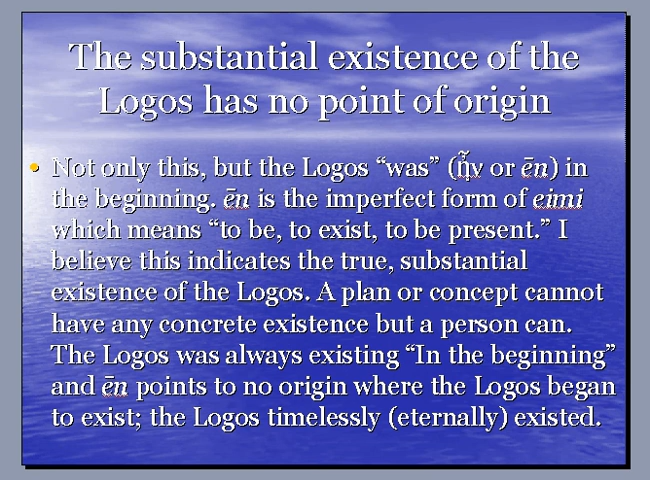 The substantial existence of the
Logos has no point of origin
• Not only this, but the Logos “was” (ἦν or ēn) in
the beginning. ēn is the imperfect form of eimi
which means “to be, to exist, to be present.” I
believe this indicates the true, substantial
existence of the Logos. A plan or concept cannot
have any concrete existence but a person can.
The Logos was always existing “In the beginning”
and ēn points to no origin where the Logos began
to exist; the Logos timelessly (eternally) existed.